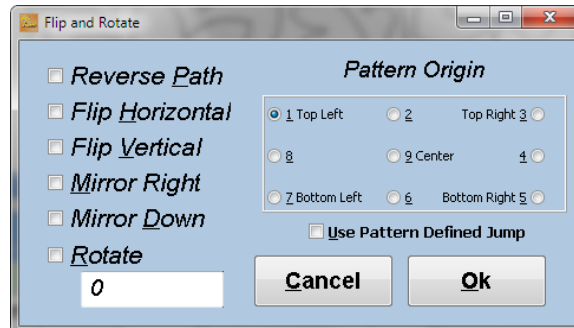 Flip and Rotate
Reverse Path
Flip Horizontal
Flip Vertical
Mirror Right
Mirror Down
Rotate
0
Pattern Origin
1 Top Left 2 Top Right 3
8 9 Center 4
7 Bottom Left 6 Bottom Right 5
Use Pattern Defined Jump
Cancel Ok